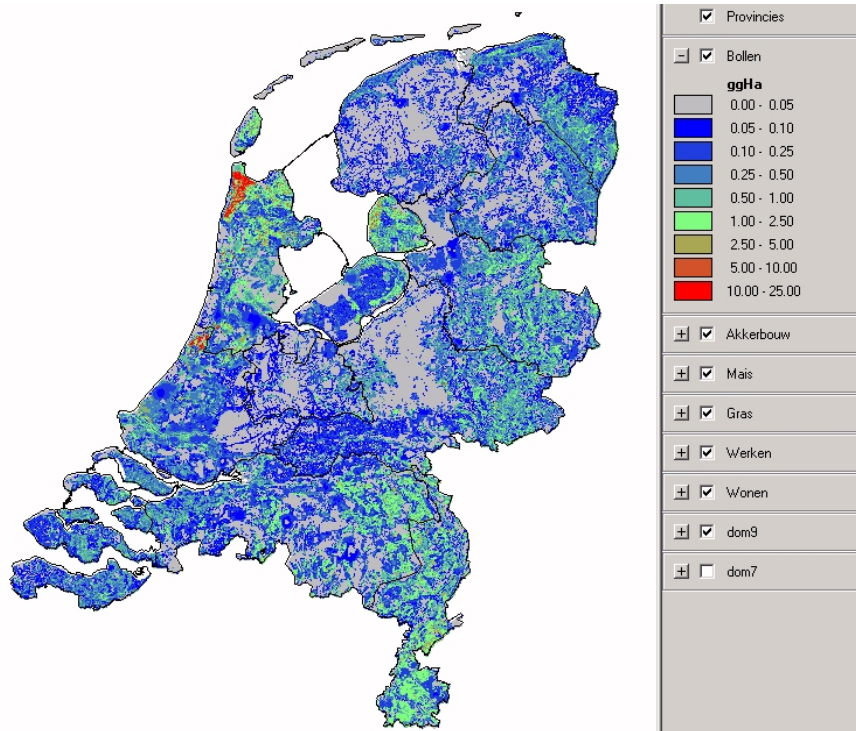 Provincies
Bollen
ggHa
0.00 - 0.05
0.05 - 0.10
0.10 - 0.25
0.25 - 0.50
0.50 - 1.00
1.00 - 2.50
2.50 - 5.00
5.00 - 10.00
10.00 - 25.00
Akkerbouw
Mais
Gras
Werken
Wonen
dom9
dom7